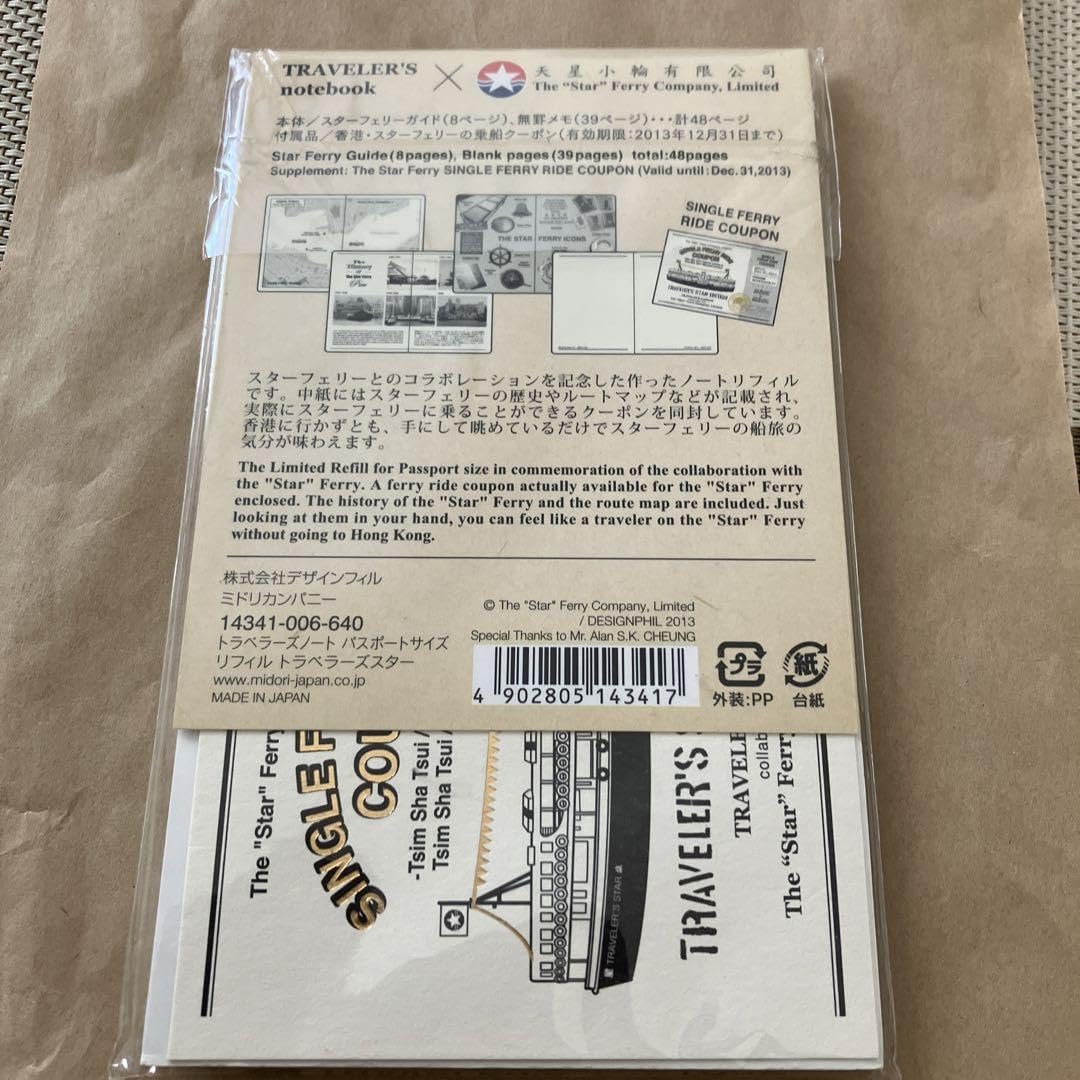 TRAVELER'S notebook
×
天星小輪有限公司
The "Star" Ferry Company, Limited
本体／スターフェリーガイド（8ページ）、無罫メモ（39ページ）・・・計48ページ
付属品／香港・スターフェリーの乗船クーポン（有効期限：2013年12月31日まで）
Star Ferry Guide(8pages), Blank pages(39pages) total:48pages
Supplement: The Star Ferry SINGLE FERRY RIDE COUPON (Valid until:Dec.31,2013)
SINGLE FERRY
RIDE COUPON
THE STAR FERRY ICONS
The
History
of
The Star Ferry
Pier
スターフェリーとのコラボレーションを記念した作ったノートリフィル
です。中紙にはスターフェリーの歴史やルートマップなどが記載され、
実際にスターフェリーに乗ることができるクーポンを同封しています。
香港に行かずとも、手にして眺めているだけでスターフェリーの船旅の
気分が味わえます。
The Limited Refill for Passport size in commemoration of the collaboration with
the "Star" Ferry. A ferry ride coupon actually available for the "Star" Ferry
enclosed. The history of the "Star" Ferry and the route map are included. Just
looking at them in your hand, you can feel like a traveler on the "Star" Ferry
without going to Hong Kong.
株式会社デザインフィル
ミドリカンパニー
14341-006-640
トラベラーズノート パスポートサイズ
リフィル トラベラーズスター
www.midori-japan.co.jp
MADE IN JAPAN
© The "Star" Ferry Company, Limited
/ DESIGNPHIL 2013
Special Thanks to Mr. Alan S.K. CHEUNG
4 902805 143417
プラ
外装:PP
紙
台紙
The "Star" Ferry
SINGLE F
COU
-Tsim Sha Tsui /
Tsim Sha Tsui /
TRAVELER'S STAR
TRAVELER'S S
TRAVELE
collab
The "Star" Ferry